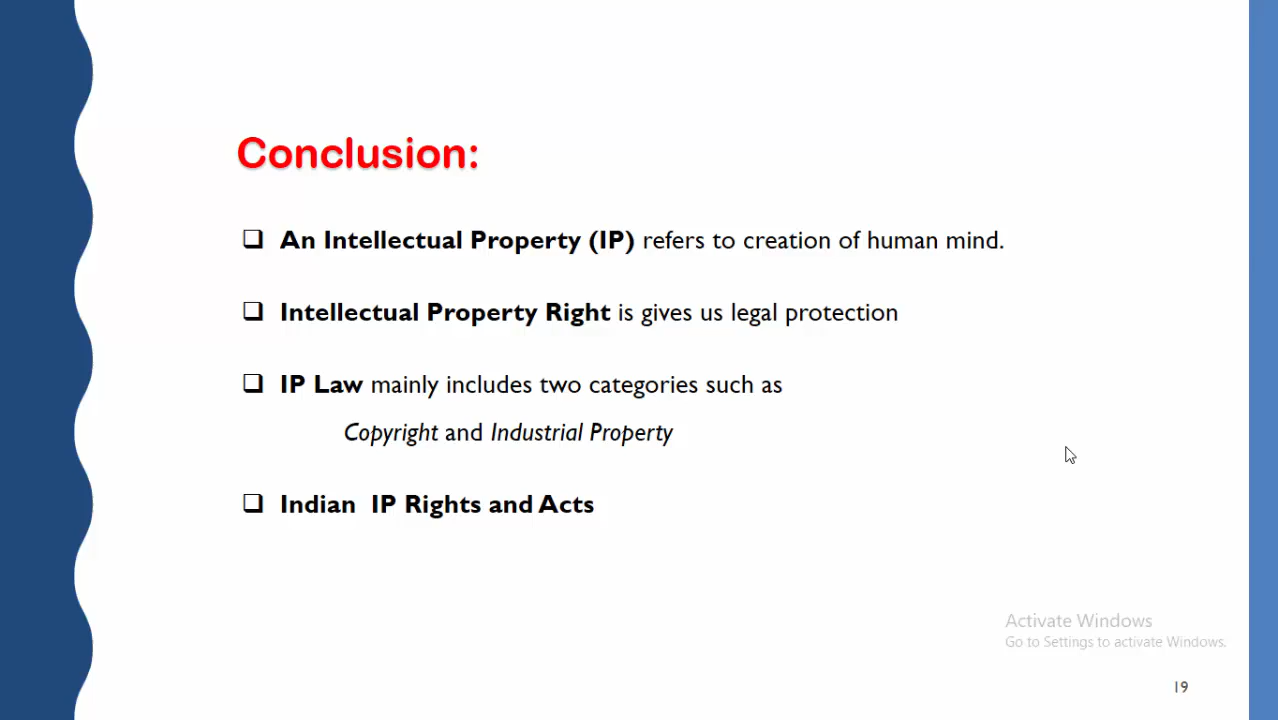 Conclusion:
❑ An Intellectual Property (IP) refers to creation of human mind.
❑ Intellectual Property Right is gives us legal protection
❑ IP Law mainly includes two categories such as
Copyright and Industrial Property
❑ Indian IP Rights and Acts
Activate Windows
Go to Settings to activate Windows.
19